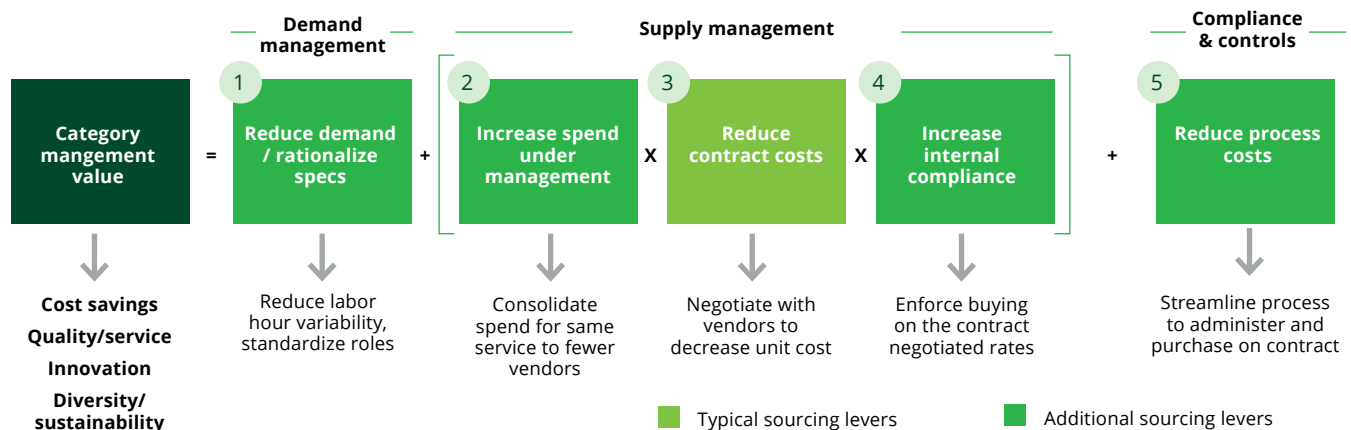 Demand
management
Supply management
Compliance
& controls
1
2
3
4
5
Category
mangement
value
=
Reduce demand
/ rationalize
specs
+
Increase spend
under
management
X
Reduce
contract costs
X
Increase
internal
compliance
+
Reduce process
costs
Cost savings
Quality/service
Innovation
Diversity/
sustainability
Reduce labor
hour variability,
standardize roles
Consolidate
spend for same
service to fewer
vendors
Negotiate with
vendors to
decrease unit cost
Enforce buying
on the contract
negotiated rates
Streamline process
to administer and
purchase on contract
Typical sourcing levers
Additional sourcing levers